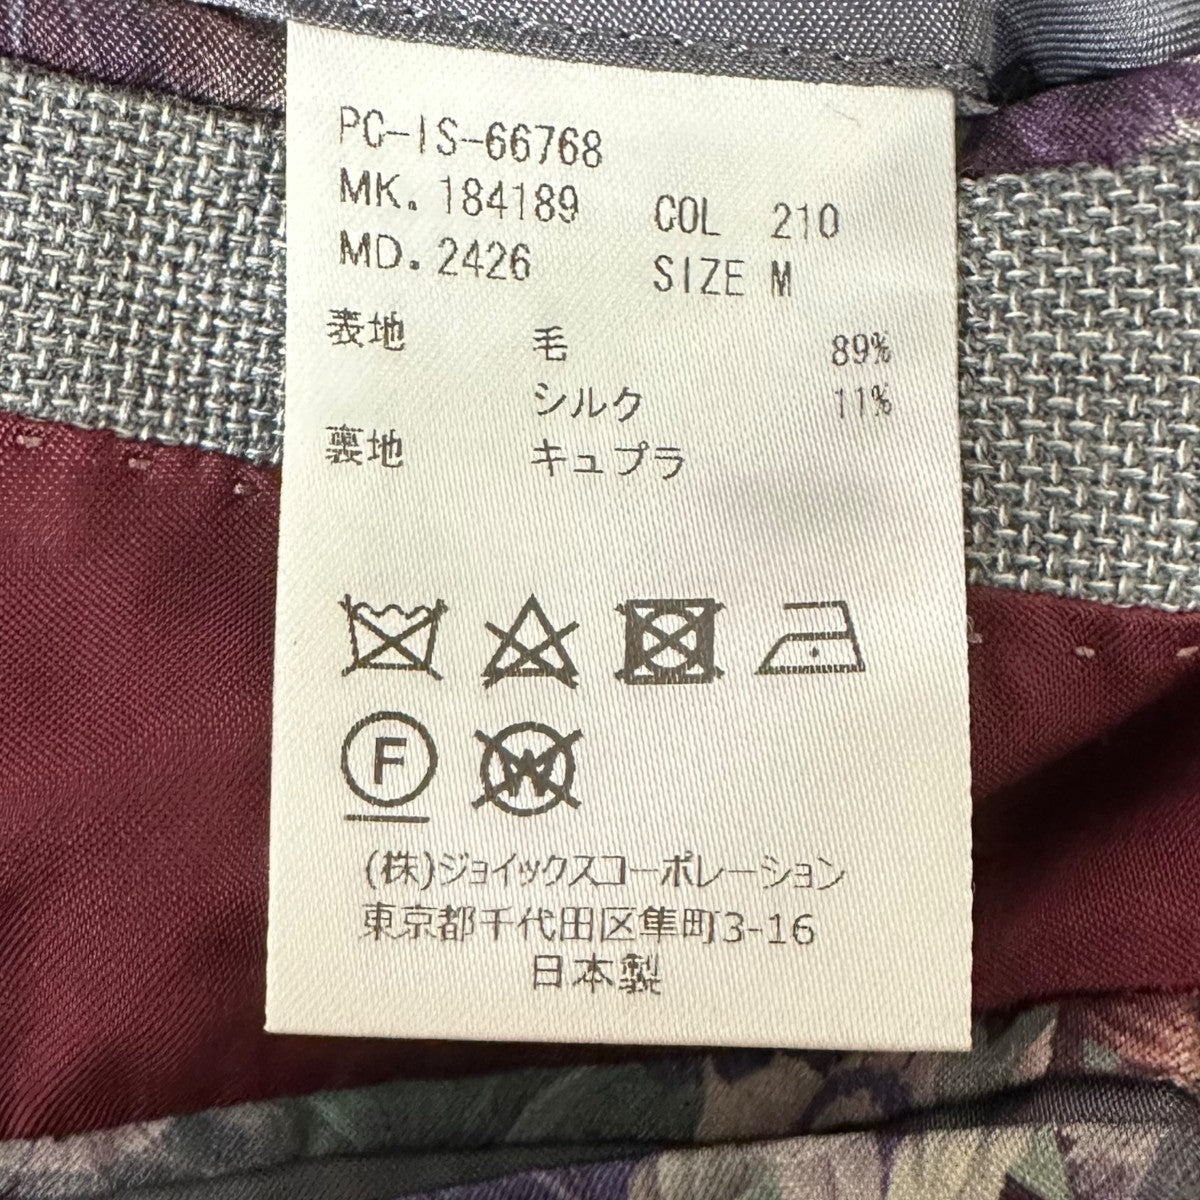 PC-IS-66768
MK. 184189 COL 210
MD. 2426 SIZE M
表地 毛 89%
シルク 11%
裏地 キュプラ
F
W
(株)ジョイックスコーポレーション
東京都千代田区隼町3-16
日本製